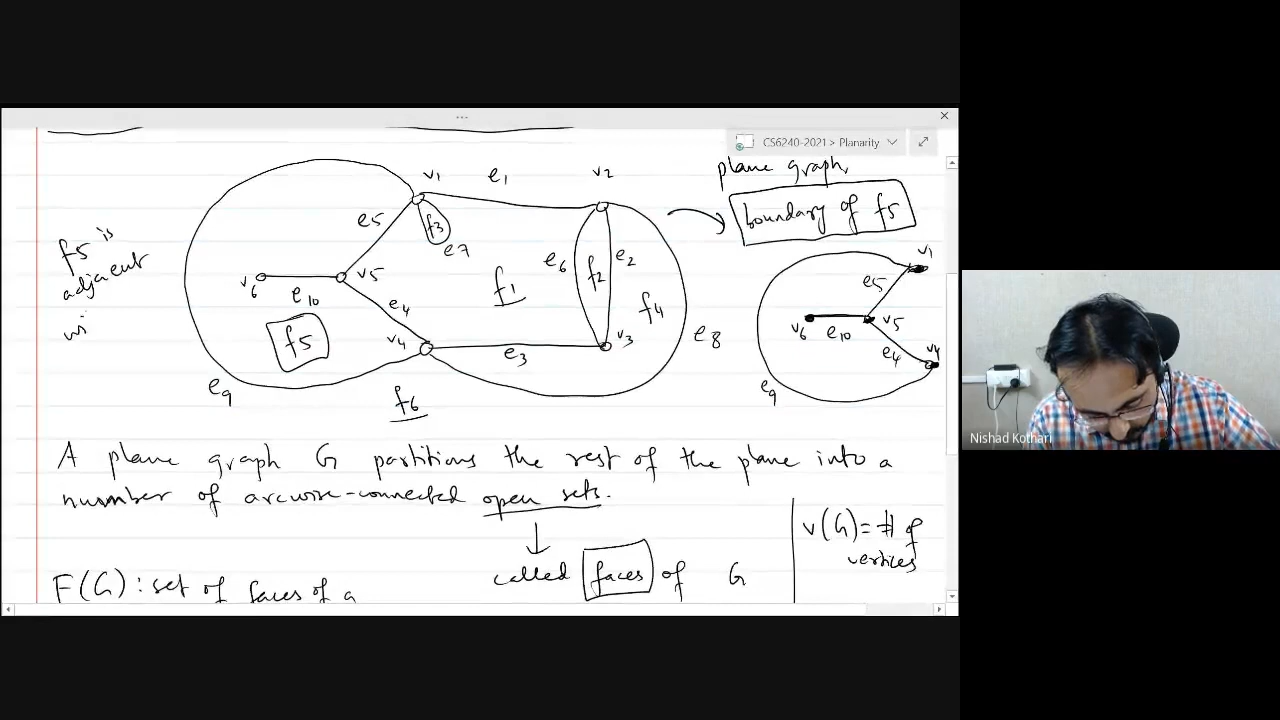 CS6240-2021 > Planarity
plane graph,
boundary of f5
v1 e1 v2
e5 f3 e7
v6 e10 v5
e6 f2 e2
f1
f4
e4
f5
v4 e3 v3
e8
e9
f6
f5 is
adjacent
wi
v1
e5
v6 e10 v5
e4 v4
e9
A plane graph G partitions the rest of the plane into a
number of arcwise-connected open sets.
called faces of G
F(G) : set of faces of a
v(G) = # of
vertices
Nishad Kothari